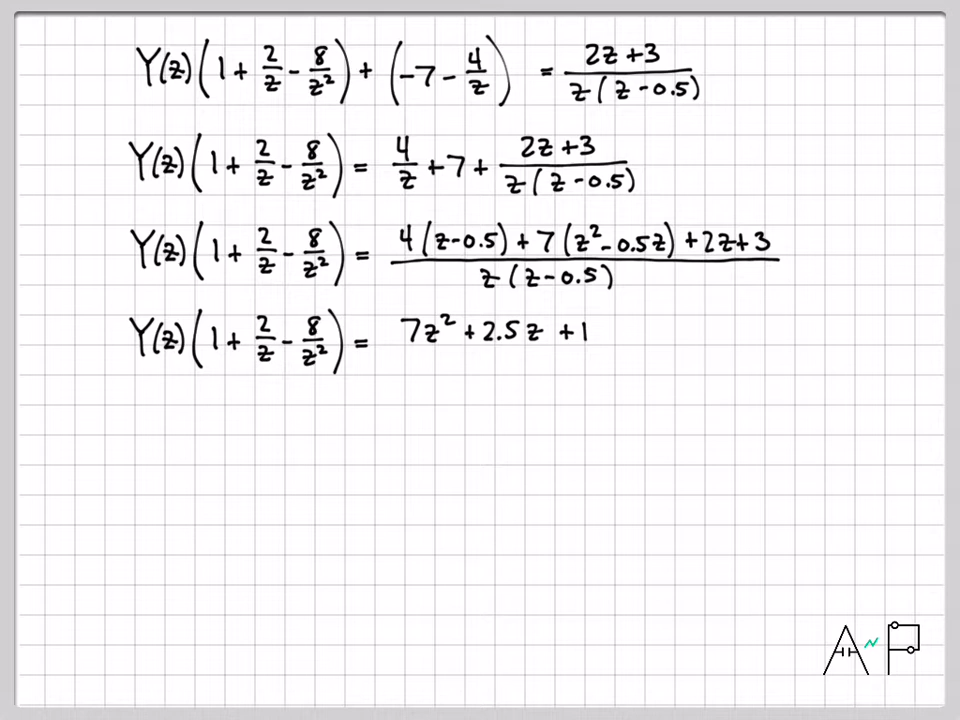 Y(z)(1 + 2/z - 8/z²) + (-7 - 4/z) = (2z+3)/(z(z-0.5))
Y(z)(1 + 2/z - 8/z²) = 4/z + 7 + (2z+3)/(z(z-0.5))
Y(z)(1 + 2/z - 8/z²) = (4(z-0.5) + 7(z²-0.5z) + 2z+3)/(z(z-0.5))
Y(z)(1 + 2/z - 8/z²) = 7z² + 2.5z + 1
AP